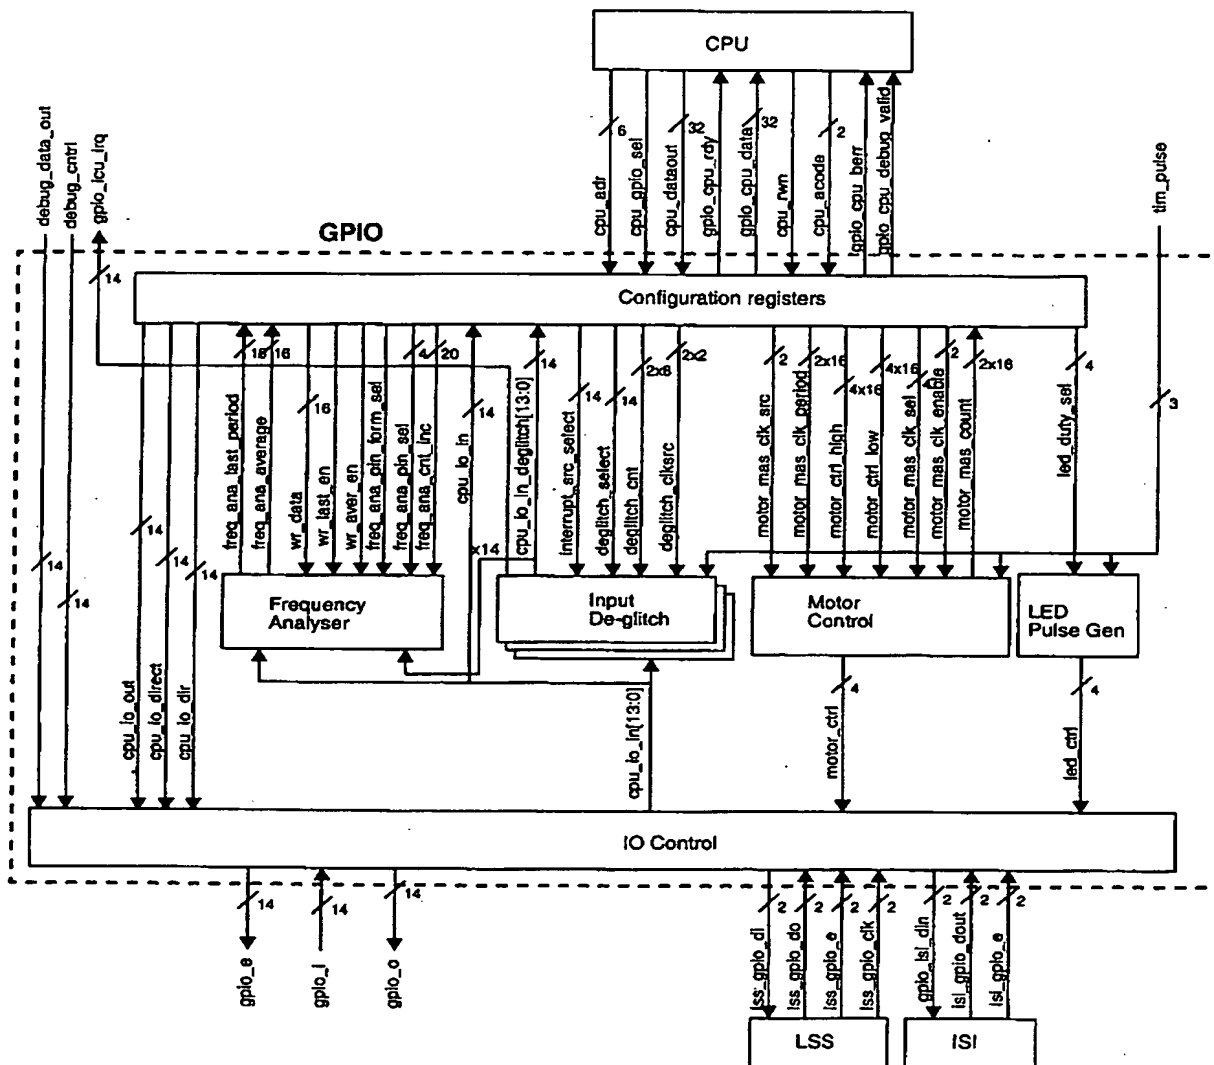 CPU
6
32
32
2
cpu_adr
cpu_gpio_sel
cpu_dataout
gpio_cpu_rdy
gpio_cpu_data
cpu_rwn
cpu_acode
gpio_cpu_berr
gpio_cpu_debug_valid
debug_data_out
debug_cntrl
gpio_icu_irq
tim_pulse
GPIO
14
Configuration registers
16
16
4
20
14
2
2x16
4x16
4x16
2
2x16
4
3
16
14
14
14
2x6
2x2
freq_ana_last_period
freq_ana_average
wr_data
wr_last_en
wr_aver_en
freq_ana_pin_form_sel
freq_ana_pin_sel
freq_ana_cnt_inc
cpu_io_in
cpu_io_in_deglitch[13:0]
interrupt_src_select
deglitch_select
deglitch_cnt
deglitch_clksrc
motor_mas_clk_src
motor_mas_clk_period
motor_ctrl_high
motor_ctrl_low
motor_mas_clk_sel
motor_mas_clk_enable
motor_mas_count
led_duty_sel
14
14
14
14
14
x14
Frequency
Analyser
Input
De-glitch
Motor
Control
LED
Pulse Gen
cpu_io_out
cpu_io_direct
cpu_io_dir
cpu_io_in[13:0]
4
motor_ctrl
4
led_ctrl
IO Control
14
14
14
2
2
2
2
2
2
2
gpio_e
gpio_i
gpio_o
lss_gpio_di
lss_gpio_do
lss_gpio_e
lss_gpio_clk
gpio_isi_din
isi_gpio_dout
isi_gpio_e
LSS
ISI